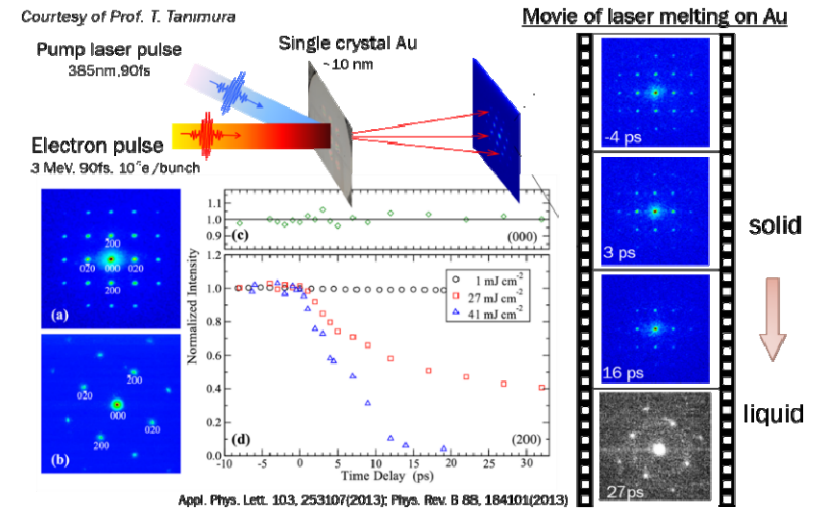 Courtesy of Prof. T. Tanimura
Movie of laser melting on Au
Pump laser pulse
385nm,90fs
Single crystal Au
~10 nm
Electron pulse
3 MeV, 90fs, e/bunch
-4 ps
3 ps
16 ps
27ps
solid
liquid
200
020 000 020
200
(a)
200
020
000
020
200
(b)
1.1
1.0
0.9
(c)
(000)
Normalized Intensity
1.2
1.0
0.8
0.6
0.4
0.2
0.0
1 mJ cm-2
27 mJ cm-2
41 mJ cm-2
(d)
(200)
-10 -5 0 5 10 15 20 25 30
Time Delay (ps)
Appl. Phys. Lett. 103, 253107(2013); Phys. Rev. B 88, 184101(2013)